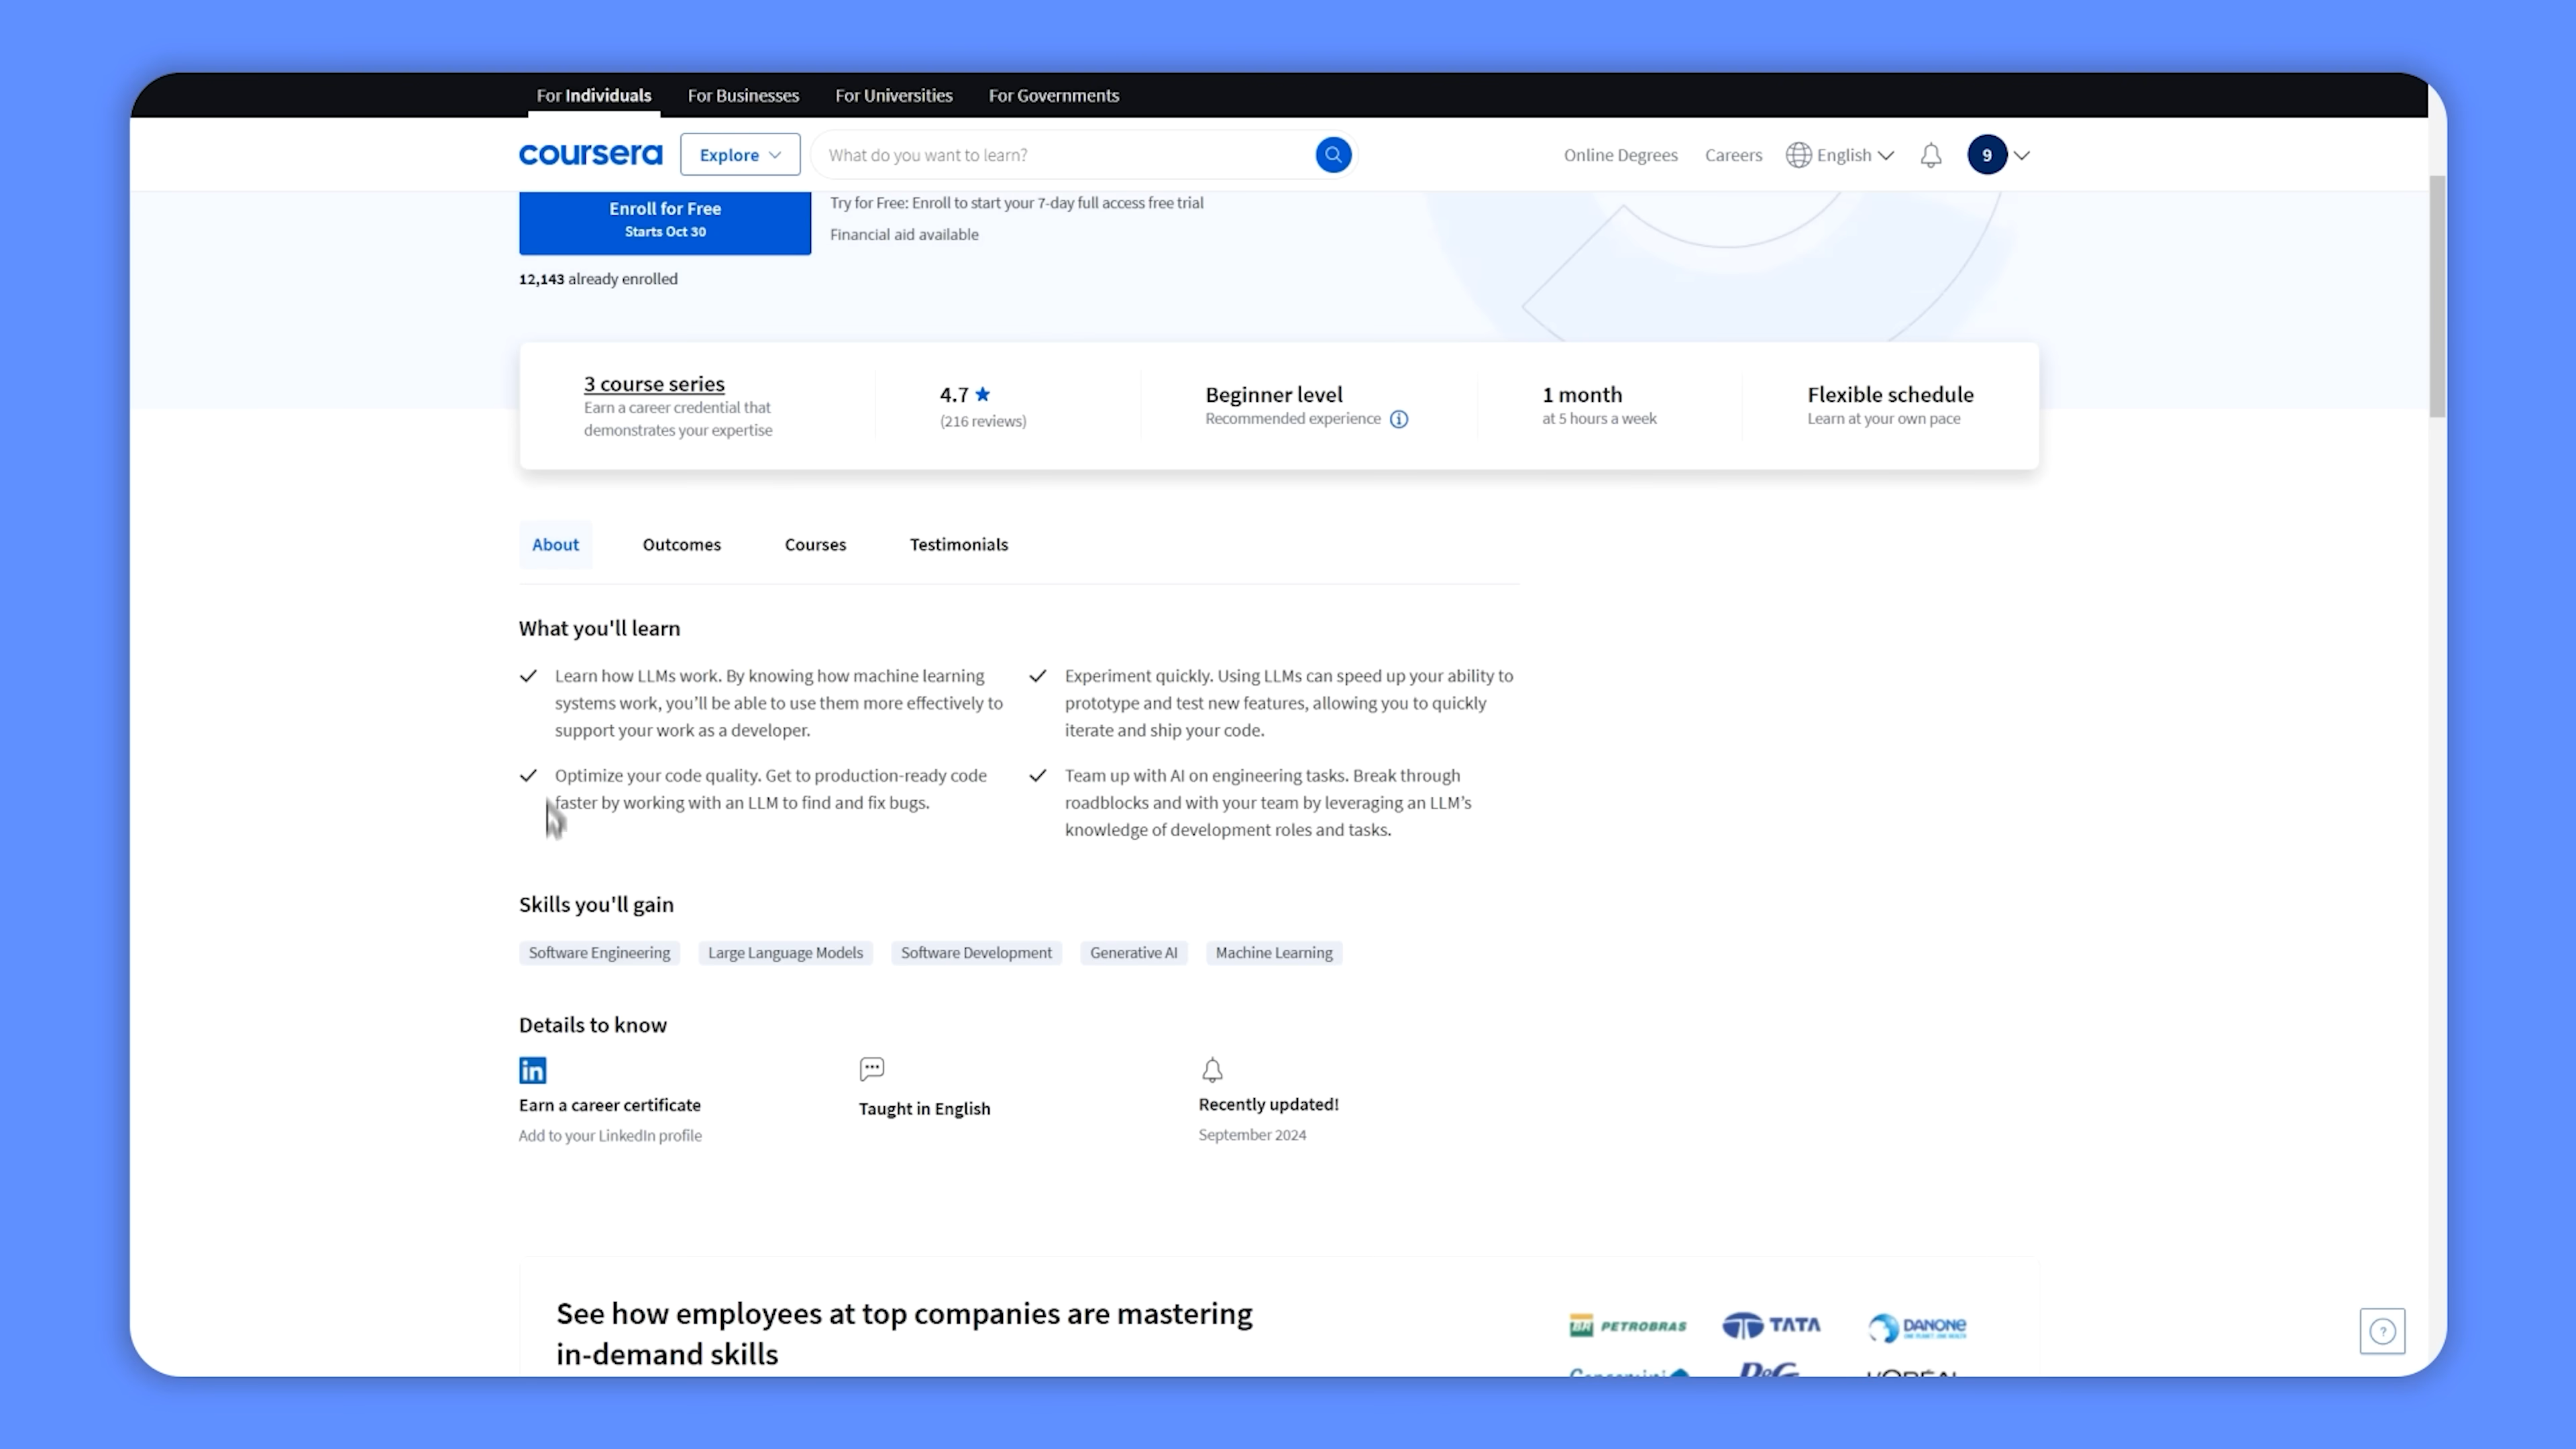 For Individuals For Businesses For Universities For Governments
coursera Explore What do you want to learn? Online Degrees Careers English 9
Enroll for Free
Starts Oct 30
Try for Free: Enroll to start your 7-day full access free trial
Financial aid available
12,143 already enrolled
3 course series
Earn a career credential that
demonstrates your expertise
4.7
(216 reviews)
Beginner level
Recommended experience
1 month
at 5 hours a week
Flexible schedule
Learn at your own pace
About Outcomes Courses Testimonials
What you'll learn
Learn how LLMs work. By knowing how machine learning
systems work, you'll be able to use them more effectively to
support your work as a developer.
Experiment quickly. Using LLMs can speed up your ability to
prototype and test new features, allowing you to quickly
iterate and ship your code.
Optimize your code quality. Get to production-ready code
faster by working with an LLM to find and fix bugs.
Team up with AI on engineering tasks. Break through
roadblocks and with your team by leveraging an LLM’s
knowledge of development roles and tasks.
Skills you'll gain
Software Engineering Large Language Models Software Development Generative AI Machine Learning
Details to know
in
Earn a career certificate
Add to your LinkedIn profile
Taught in English
Recently updated!
September 2024
See how employees at top companies are mastering
in-demand skills
BR PETROBRAS TATA DANONE
Capgemini P&G L'ORÉAL
?